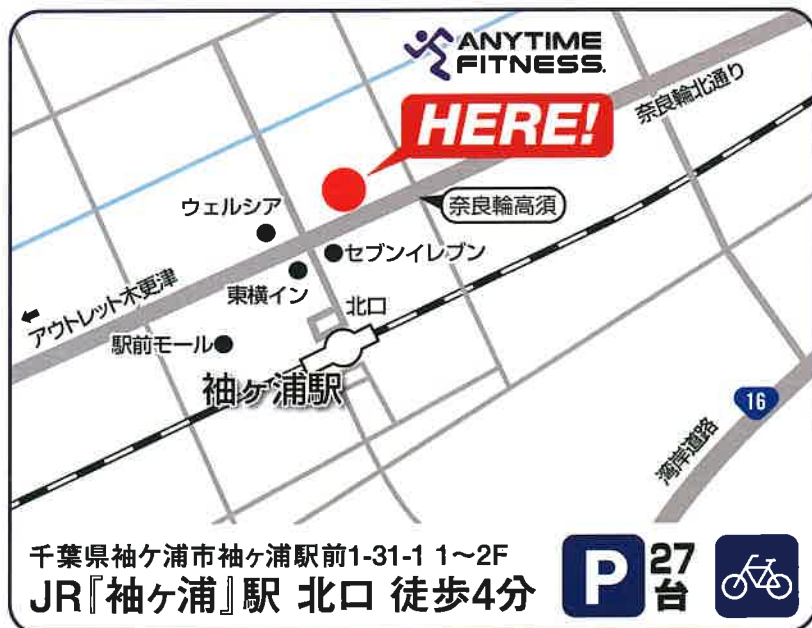 ANYTIME
FITNESS.
HERE!
奈良輪北通り
奈良輪高須
ウェルシア
セブンイレブン
東横イン
アウトレット木更津
北口
駅前モール
袖ヶ浦駅
16
湾岸道路
千葉県袖ケ浦市袖ヶ浦駅前1-31-1 1〜2F
JR『袖ヶ浦』駅 北口 徒歩4分
P 27台